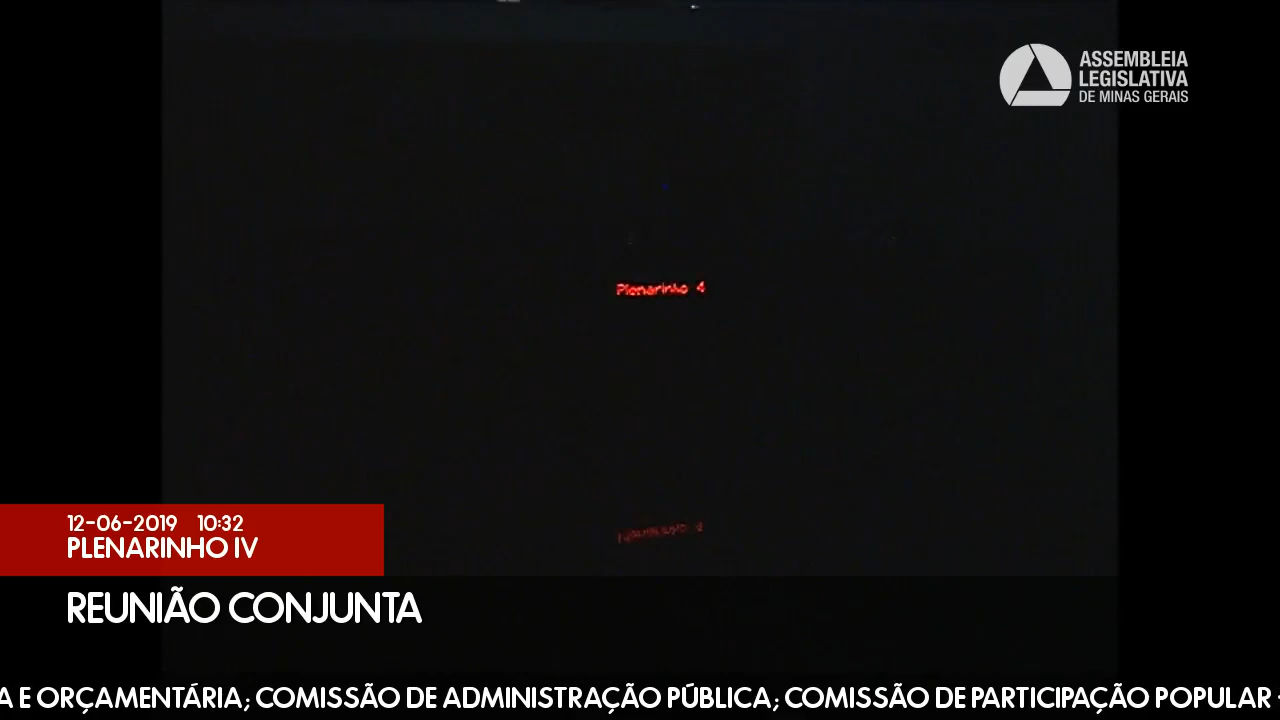 ASSEMBLEIA
LEGISLATIVA
DE MINAS GERAIS
Plenarinho 4
12-06-2019 10:32
PLENARINHO IV
REUNIÃO CONJUNTA
A E ORÇAMENTÁRIA; COMISSÃO DE ADMINISTRAÇÃO PÚBLICA; COMISSÃO DE PARTICIPAÇÃO POPULAR -